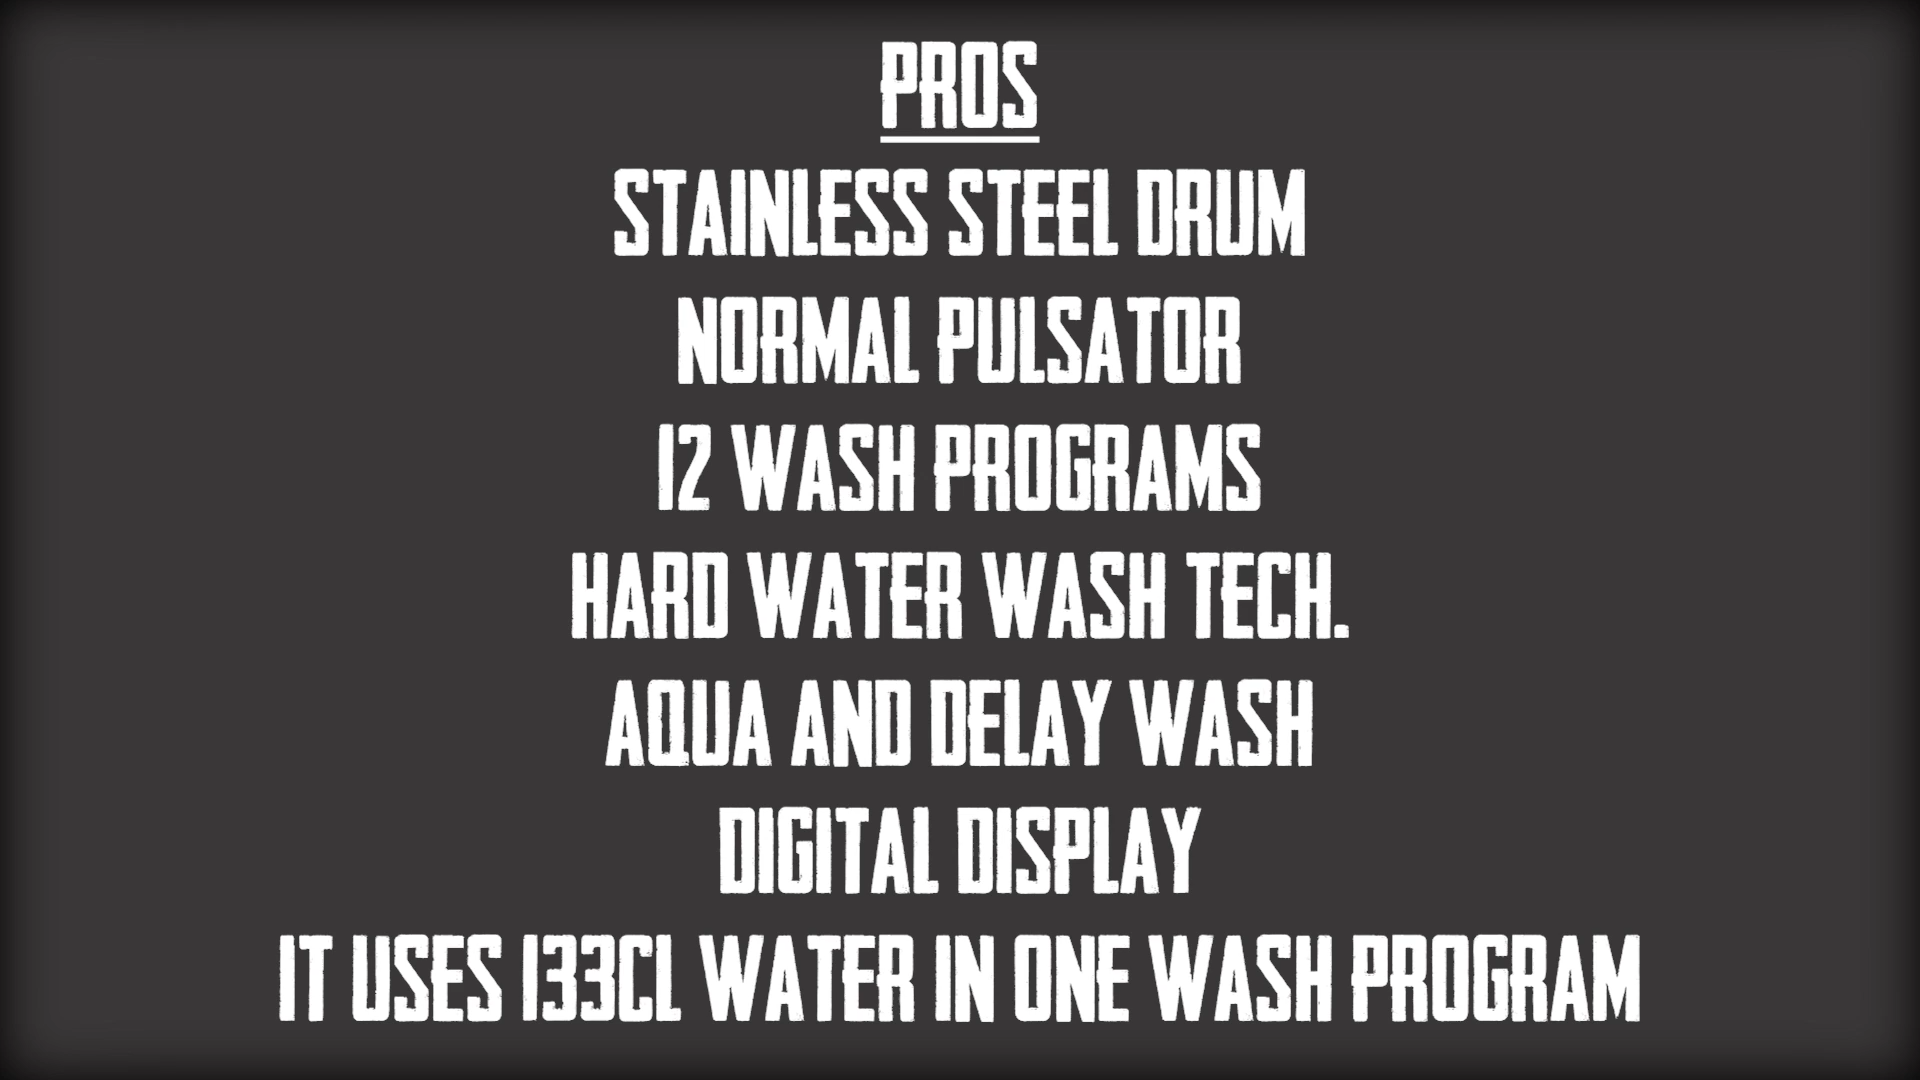 PROS
STAINLESS STEEL DRUM
NORMAL PULSATOR
12 WASH PROGRAMS
HARD WATER WASH TECH.
AQUA AND DELAY WASH
DIGITAL DISPLAY
IT USES 133CL WATER IN ONE WASH PROGRAM